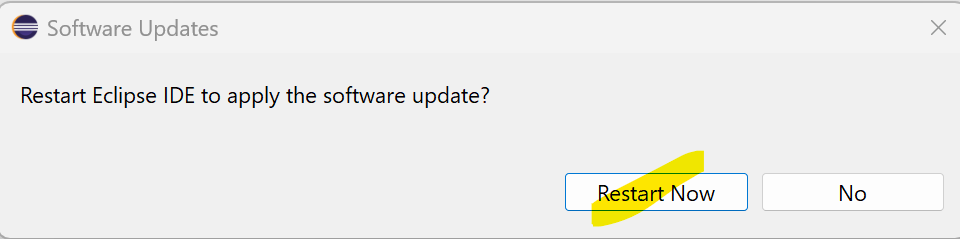 Software Updates
Restart Eclipse IDE to apply the software update?
Restart Now
No